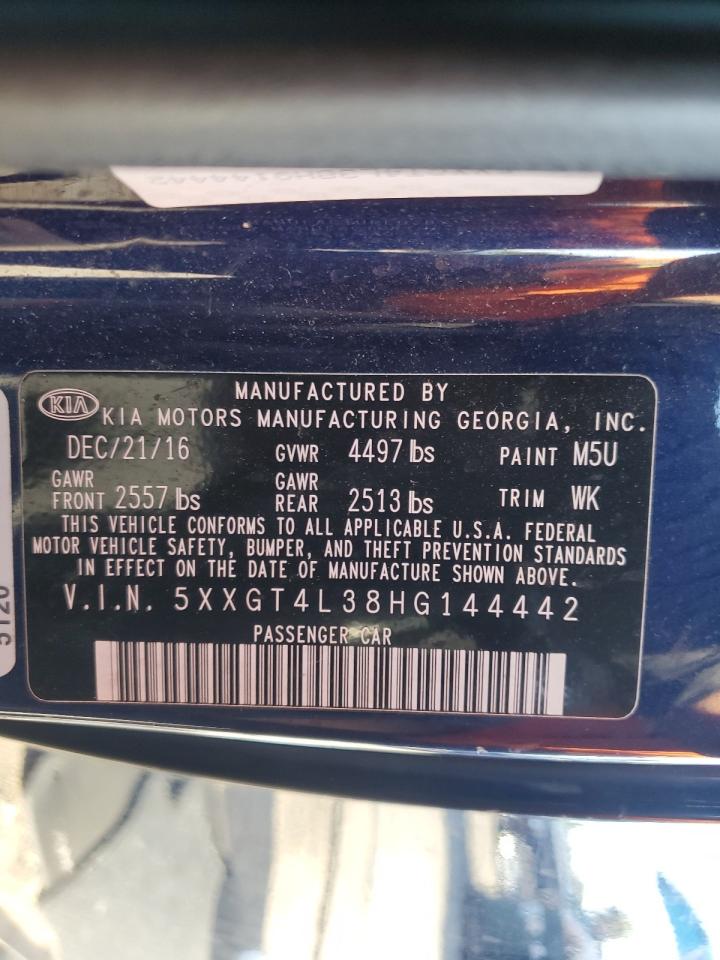 MANUFACTURED BY
KIA KIA MOTORS MANUFACTURING GEORGIA, INC.
DEC/21/16 GVWR 4497 lbs PAINT M5U
GAWR FRONT 2557 lbs GAWR REAR 2513 lbs TRIM WK
THIS VEHICLE CONFORMS TO ALL APPLICABLE U.S.A. FEDERAL
MOTOR VEHICLE SAFETY, BUMPER, AND THEFT PREVENTION STANDARDS
IN EFFECT ON THE DATE OF MANUFACTURE SHOWN ABOVE.
V.I.N. 5XXGT4L38HG144442
PASSENGER CAR
5120